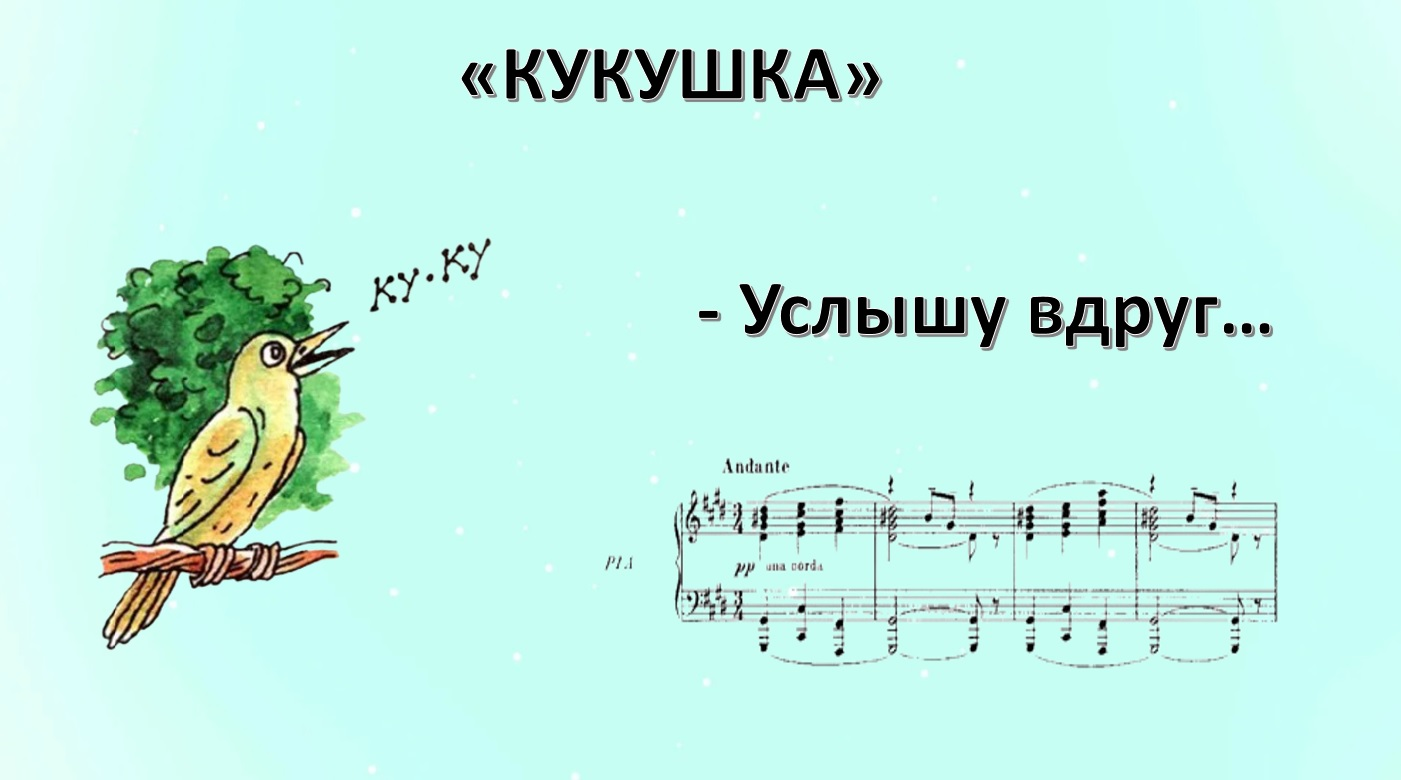 «КУКУШКА»
ку-ку
- Услышу вдруг...
Andante
pp una corda